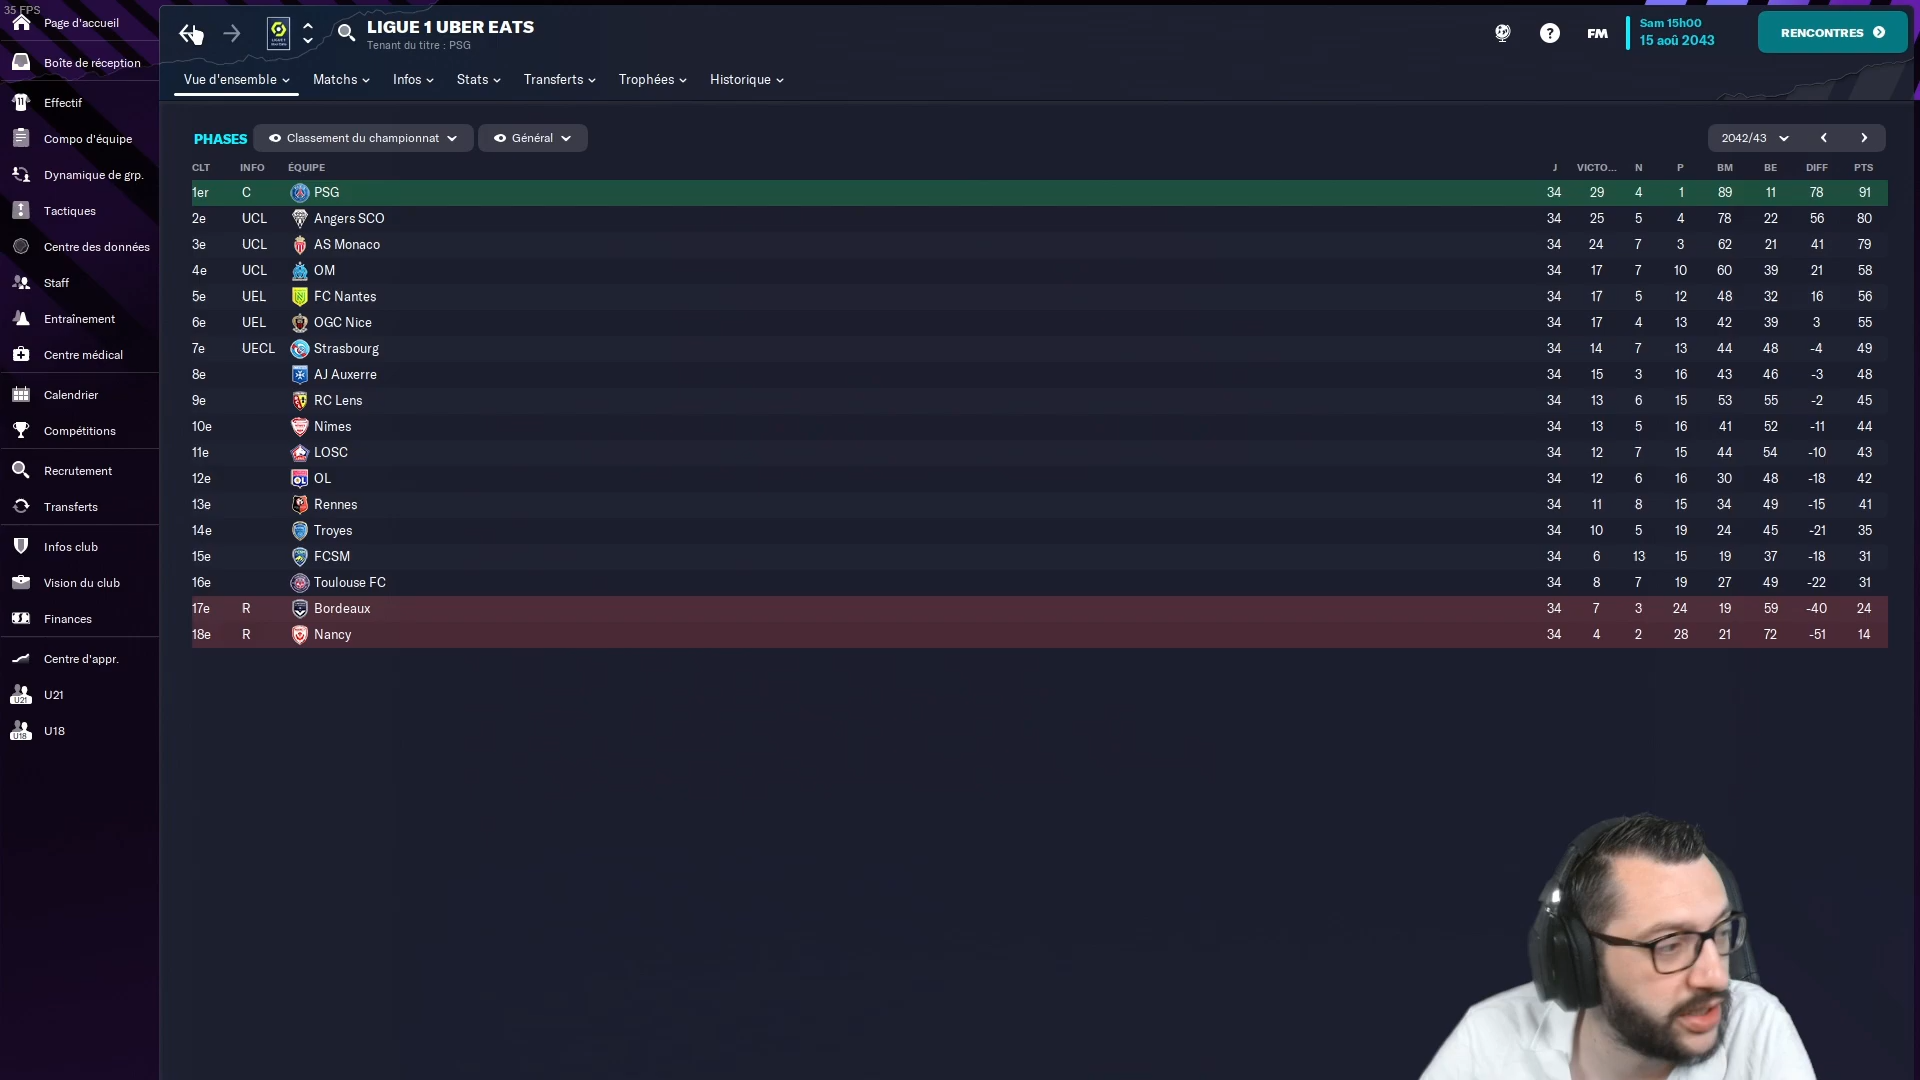 35 FPS
Page d'accueil
Boîte de réception
Effectif
Compo d'équipe
Dynamique de grp.
Tactiques
Centre des données
Staff
Entraînement
Centre médical
Calendrier
Compétitions
Recrutement
Transferts
Infos club
Vision du club
Finances
Centre d'appr.
U21 U21
U18 U18
LIGUE 1 UBER EATS
Tenant du titre : PSG
? FM
Sam 15h00
15 aoû 2043
RENCONTRES
Vue d'ensemble Matchs Infos Stats Transferts Trophées Historique
PHASES Classement du championnat Général 2042/43
CLT INFO ÉQUIPE J VICTO... N P BM BE DIFF PTS
1er C PSG 34 29 4 1 89 11 78 91
2e UCL Angers SCO 34 25 5 4 78 22 56 80
3e UCL AS Monaco 34 24 7 3 62 21 41 79
4e UCL OM 34 17 7 10 60 39 21 58
5e UEL FC Nantes 34 17 5 12 48 32 16 56
6e UEL OGC Nice 34 17 4 13 42 39 3 55
7e UECL Strasbourg 34 14 7 13 44 48 -4 49
8e AJ Auxerre 34 15 3 16 43 46 -3 48
9e RC Lens 34 13 6 15 53 55 -2 45
10e Nîmes 34 13 5 16 41 52 -11 44
11e LOSC 34 12 7 15 44 54 -10 43
12e OL 34 12 6 16 30 48 -18 42
13e Rennes 34 11 8 15 34 49 -15 41
14e Troyes 34 10 5 19 24 45 -21 35
15e FCSM 34 6 13 15 19 37 -18 31
16e Toulouse FC 34 8 7 19 27 49 -22 31
17e R Bordeaux 34 7 3 24 19 59 -40 24
18e R Nancy 34 4 2 28 21 72 -51 14